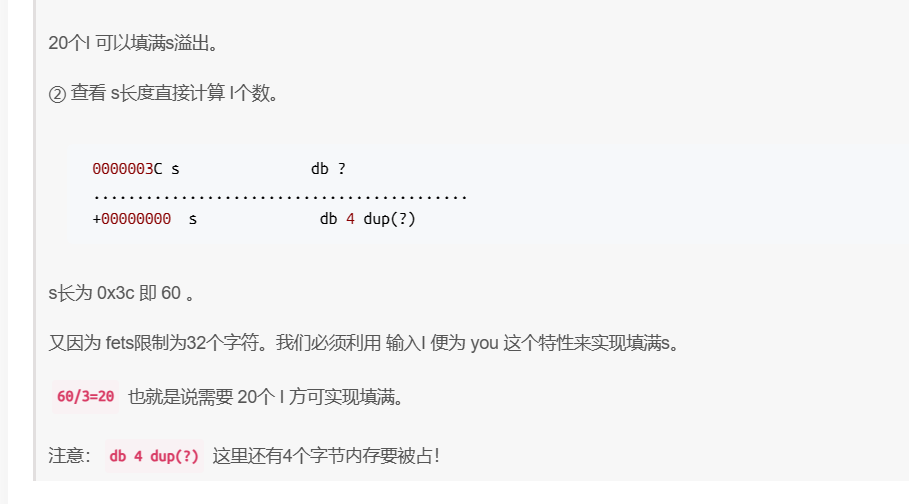 20个I 可以填满s溢出。
② 查看 s长度直接计算 I个数。
0000003C s db ?
...........................................
+00000000 s db 4 dup(?)
s长为 0x3c 即 60 。
又因为 fets限制为32个字符。我们必须利用 输入I 便为 you 这个特性来实现填满s。
60/3=20 也就是说需要 20个 I 方可实现填满。
注意： db 4 dup(?) 这里还有4个字节内存要被占！